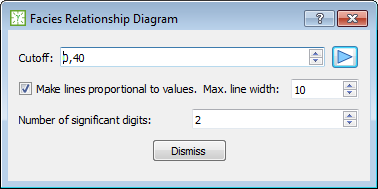 Facies Relationship Diagram
Cutoff: 0,40
Make lines proportional to values. Max. line width: 10
Number of significant digits: 2
Dismiss